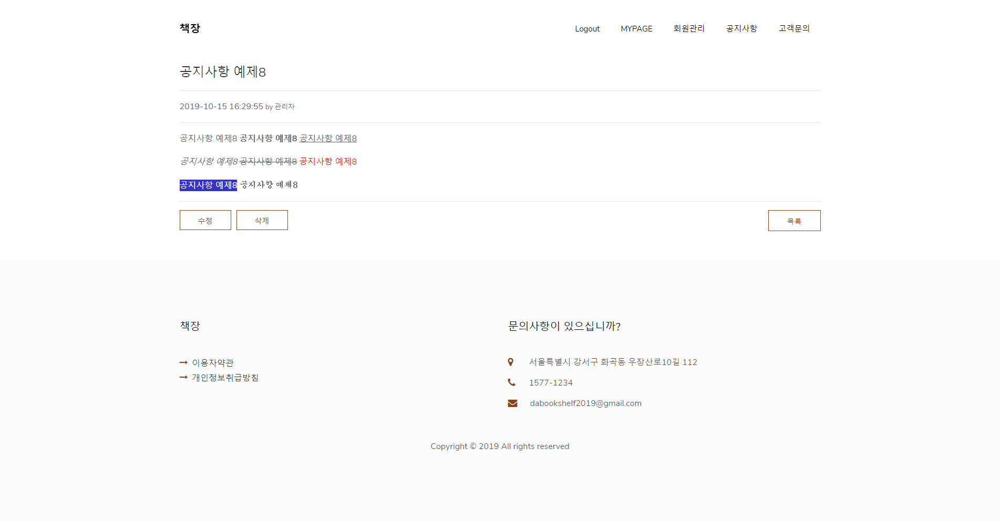 책장
Logout MYPAGE 회원관리 공지사항 고객문의
공지사항 예제8
2019-10-15 16:29:55 by 관리자
공지사항 예제8 공지사항 예제8 공지사항 예제8
공지사항 예제8 공지사항 예제8 공지사항 예제8
공지사항 예제8 공지사항 예제8
수정 삭제 목록
책장
이용자약관
개인정보취급방침
문의사항이 있으십니까?
서울특별시 강서구 화곡동 우장산로10길 112
1577-1234
dabookshelf2019@gmail.com
Copyright © 2019 All rights reserved